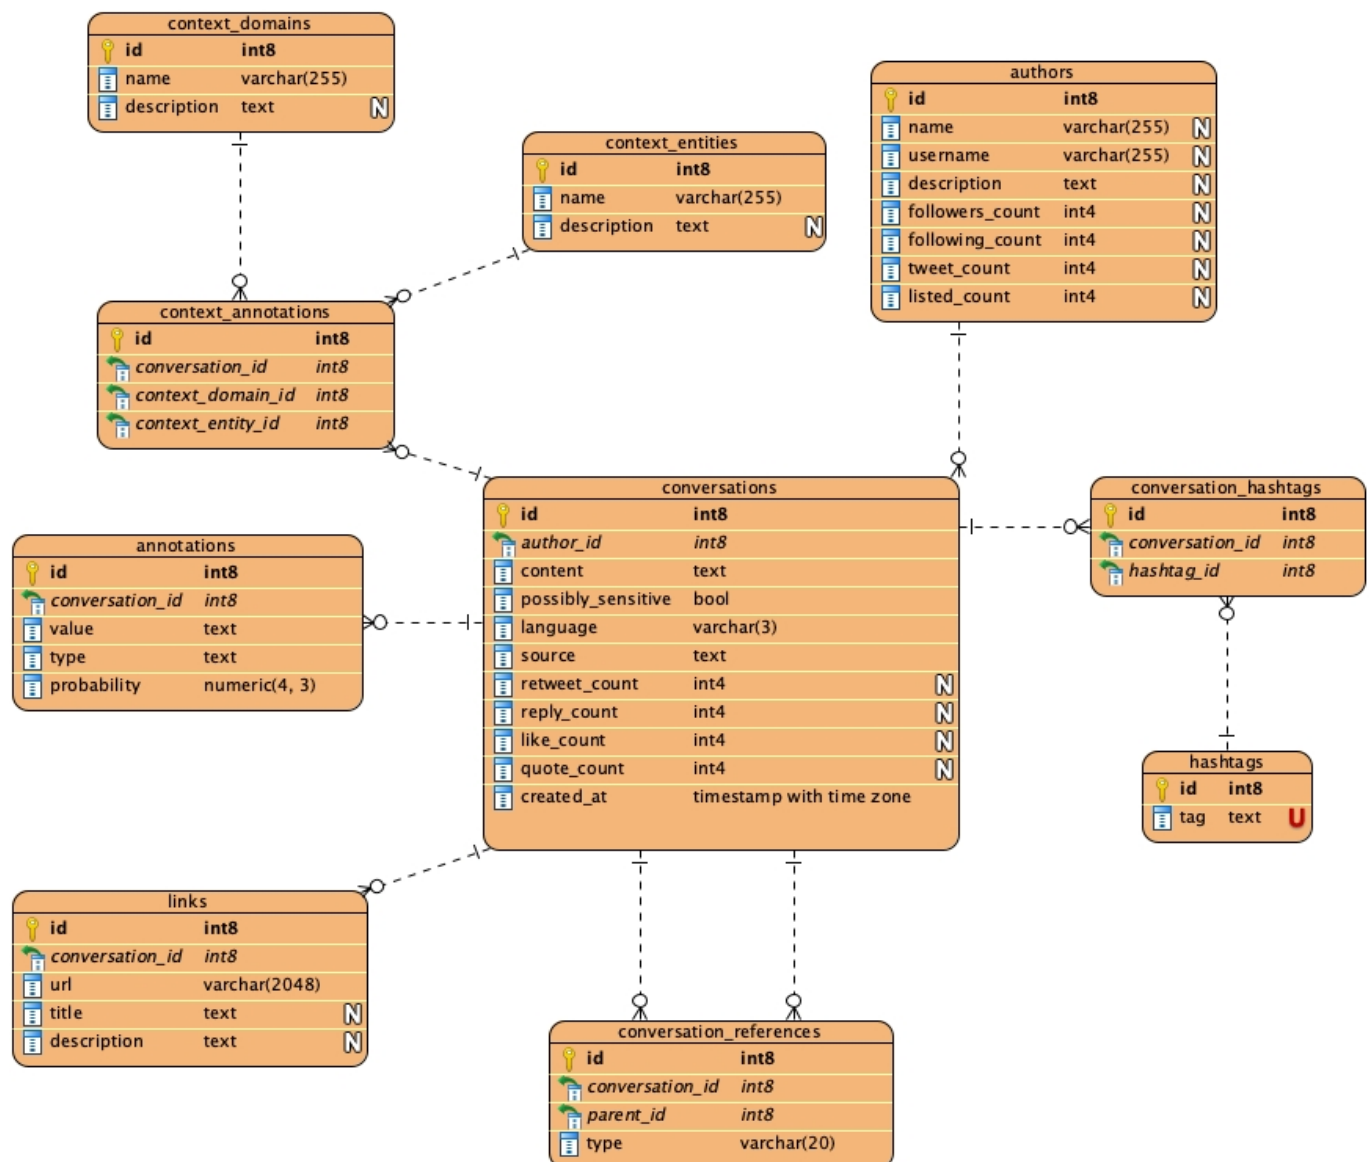 context_domains
id int8
name varchar(255)
description text N
context_entities
id int8
name varchar(255)
description text N
authors
id int8
name varchar(255) N
username varchar(255) N
description text N
followers_count int4 N
following_count int4 N
tweet_count int4 N
listed_count int4 N
context_annotations
id int8
conversation_id int8
context_domain_id int8
context_entity_id int8
conversations
id int8
author_id int8
content text
possibly_sensitive bool
language varchar(3)
source text
retweet_count int4 N
reply_count int4 N
like_count int4 N
quote_count int4 N
created_at timestamp with time zone
conversation_hashtags
id int8
conversation_id int8
hashtag_id int8
annotations
id int8
conversation_id int8
value text
type text
probability numeric(4, 3)
hashtags
id int8
tag text U
links
id int8
conversation_id int8
url varchar(2048)
title text N
description text N
conversation_references
id int8
conversation_id int8
parent_id int8
type varchar(20)